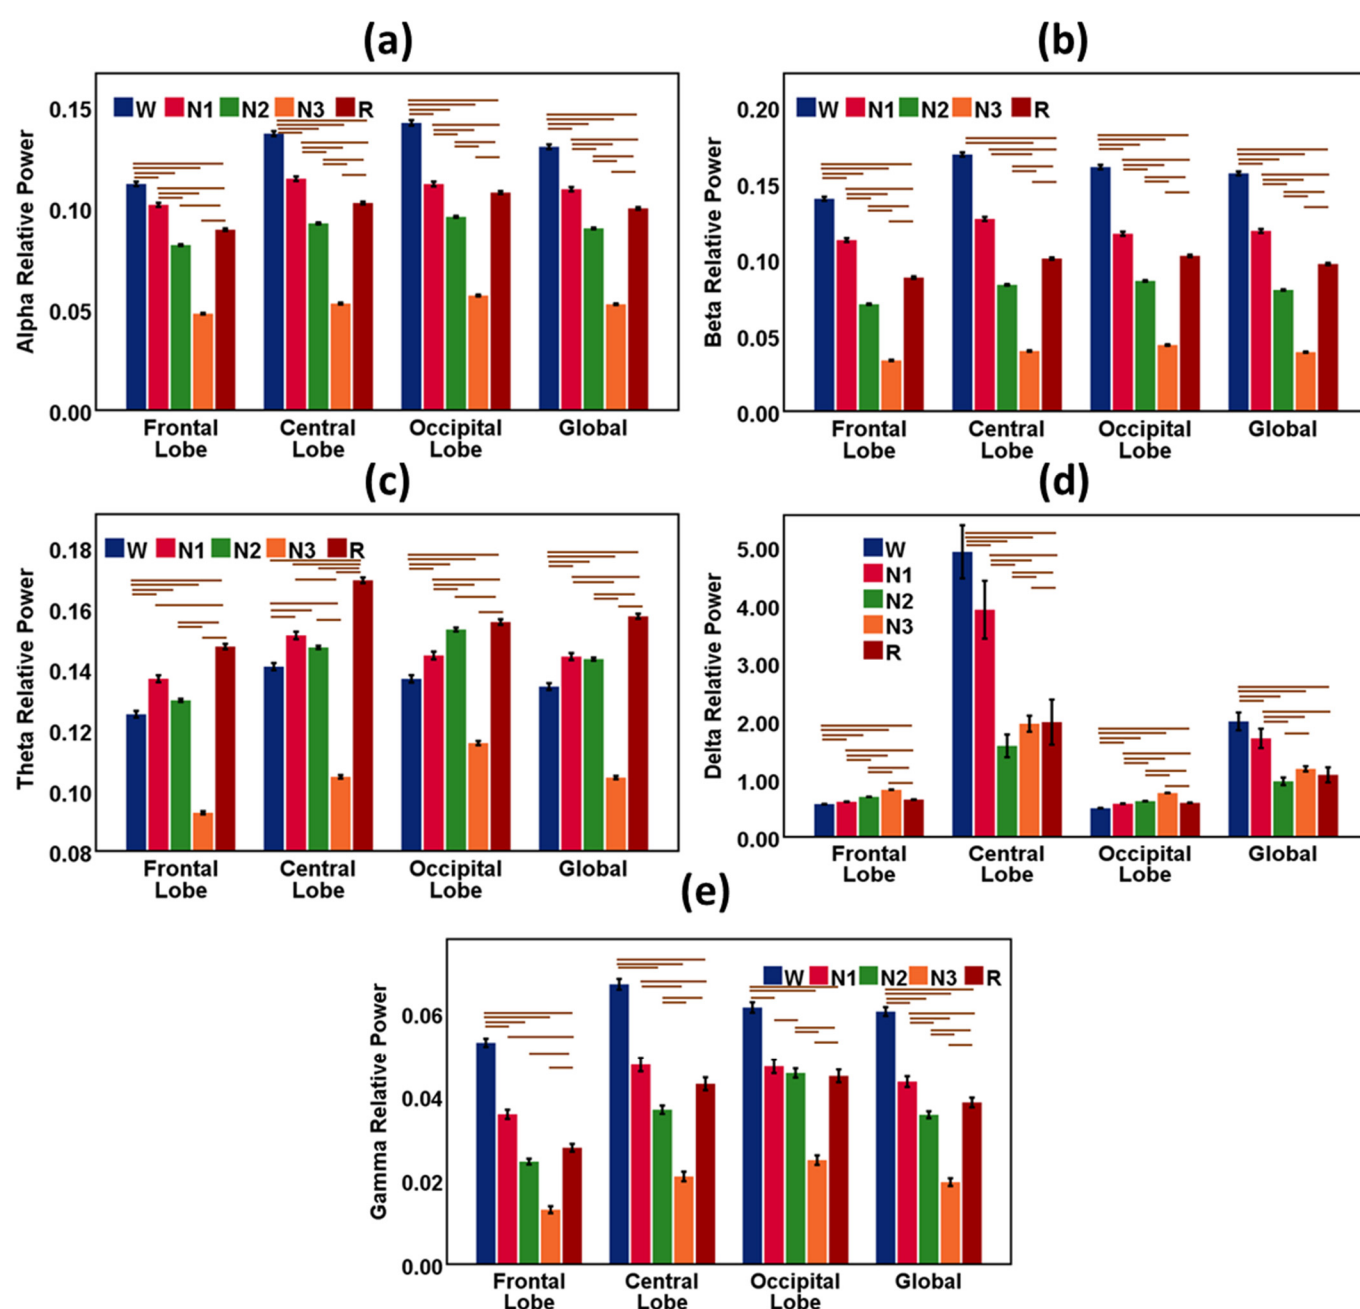 (a)
Alpha Relative Power
0.15
0.10
0.05
0.00
W N1 N2 N3 R
Frontal Lobe
Central Lobe
Occipital Lobe
Global
(b)
Beta Relative Power
0.20
0.15
0.10
0.05
0.00
W N1 N2 N3 R
Frontal Lobe
Central Lobe
Occipital Lobe
Global
(c)
Theta Relative Power
0.18
0.16
0.14
0.12
0.10
0.08
W N1 N2 N3 R
Frontal Lobe
Central Lobe
Occipital Lobe
Global
(d)
Delta Relative Power
5.00
4.00
3.00
2.00
1.00
0.00
W
N1
N2
N3
R
Frontal Lobe
Central Lobe
Occipital Lobe
Global
(e)
Gamma Relative Power
0.06
0.04
0.02
0.00
W N1 N2 N3 R
Frontal Lobe
Central Lobe
Occipital Lobe
Global